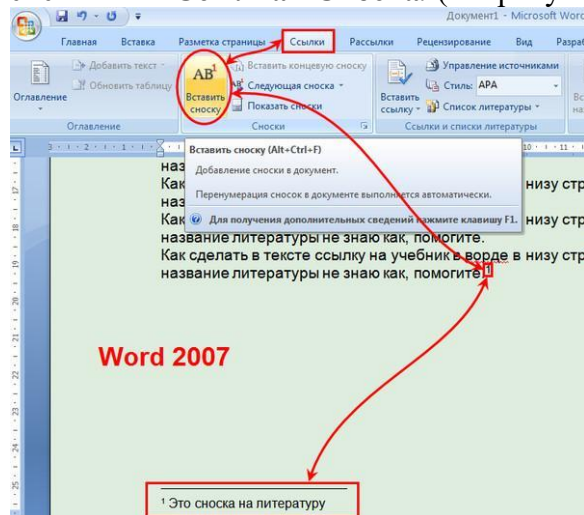 Документ1 - Microsoft Word
Главная Вставка Разметка страницы Ссылки Рассылки Рецензирование Вид
Добавить текст
Обновить таблицу
Оглавление
AB¹
Вставить сноску
Вставить концевую сноску
Следующая сноска
Показать сноски
Вставить ссылку
Управление источниками
Стиль: APA
Список литературы
Оглавление Сноски Ссылки и списки литературы
Вставить сноску (Alt+Ctrl+F)
Добавление сноски в документ.
Перенумерация сносок в документе выполняется автоматически.
Для получения дополнительных сведений нажмите клавишу F1.
наз
Как низу стр
наз
Как низу стр
название литературы не знаю как, помогите.
Как сделать в тексте ссылку на учебник в ворде в низу стр
название литературы не знаю как, помогите.¹
Word 2007
¹ Это сноска на литературу